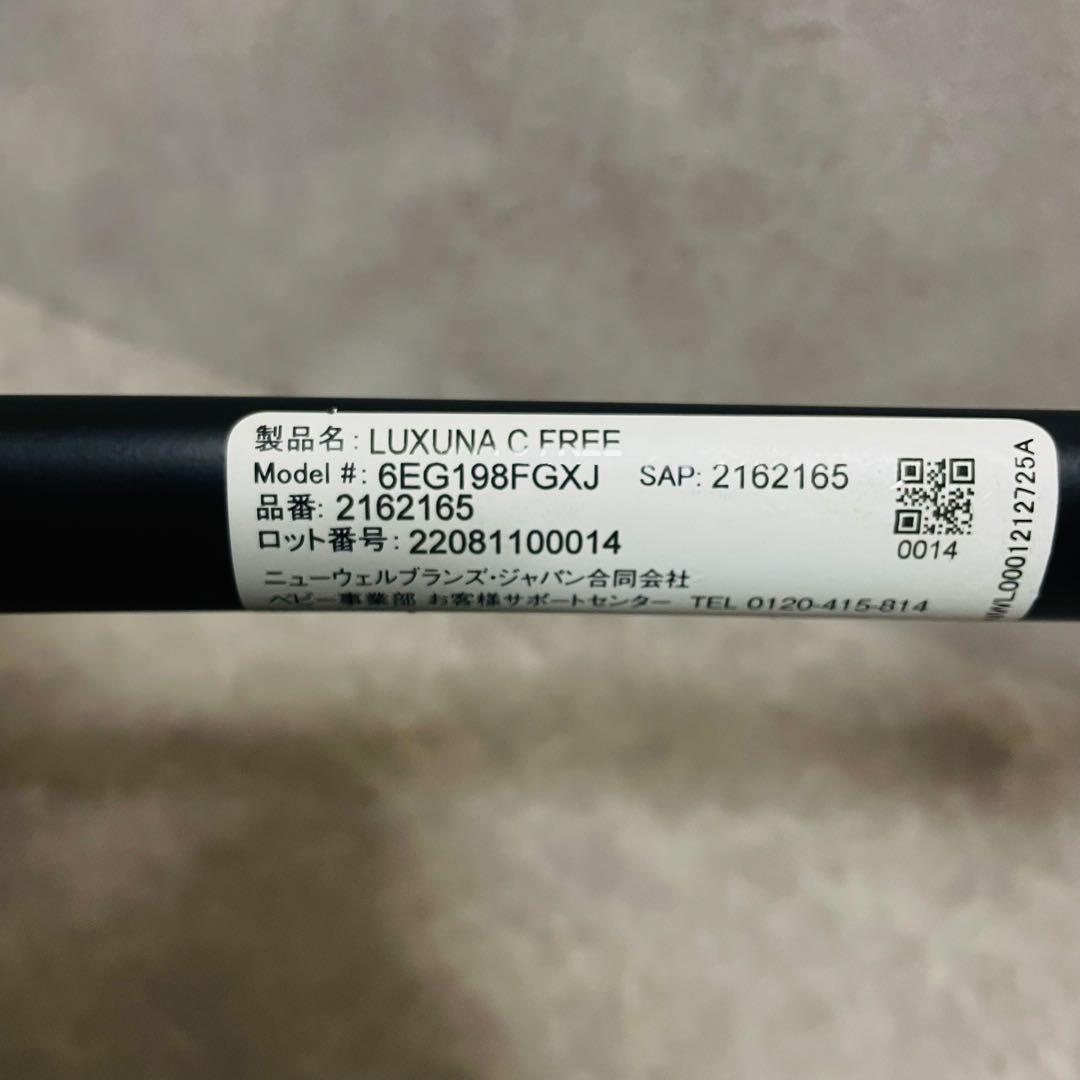 製品名: LUXUNA C FREE
Model #: 6EG198FGXJ SAP: 2162165
品番: 2162165
ロット番号: 22081100014
ニューウェルブランズ・ジャパン合同会社
ベビー事業部 お客様サポートセンター TEL 0120-415-814
0014
NWL0001212725A